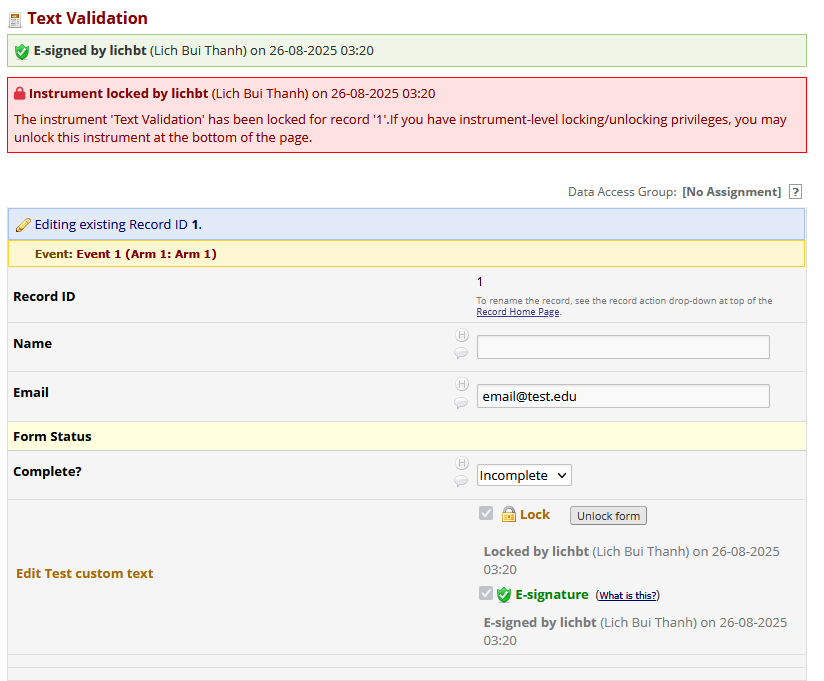 Text Validation
E-signed by lichbt (Lich Bui Thanh) on 26-08-2025 03:20
Instrument locked by lichbt (Lich Bui Thanh) on 26-08-2025 03:20
The instrument 'Text Validation' has been locked for record '1'.If you have instrument-level locking/unlocking privileges, you may
unlock this instrument at the bottom of the page.
Data Access Group: [No Assignment] ?
Editing existing Record ID 1.
Event: Event 1 (Arm 1: Arm 1)
Record ID
1
To rename the record, see the record action drop-down at top of the
Record Home Page.
Name
H
Email
H
email@test.edu
Form Status
Complete?
H
Incomplete
Edit Test custom text
Lock Unlock form
Locked by lichbt (Lich Bui Thanh) on 26-08-2025
03:20
E-signature (What is this?)
E-signed by lichbt (Lich Bui Thanh) on 26-08-2025
03:20